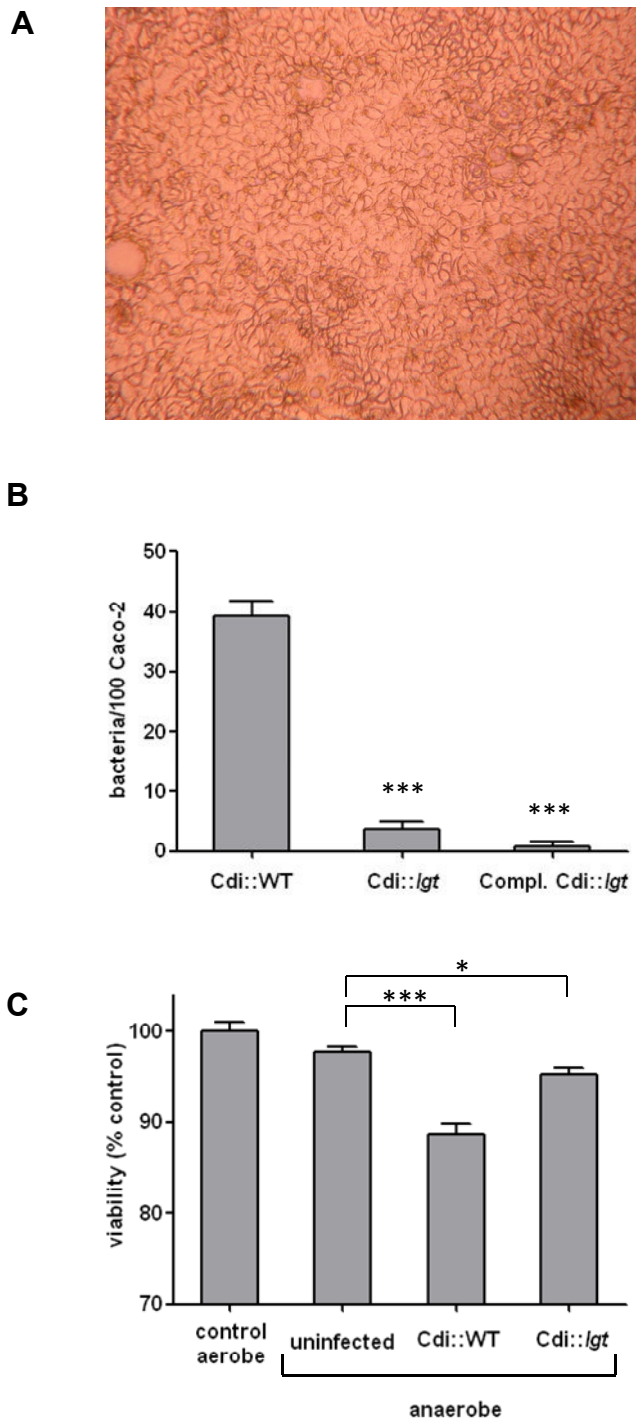 A
B
50
40
30
20
10
0
bacteria/100 Caco-2
***
***
Cdi::WT
Cdi::lgt
Compl. Cdi::lgt
C
*
***
100
90
80
70
viability (% control)
control
aerobe
uninfected
Cdi::WT
Cdi::lgt
anaerobe